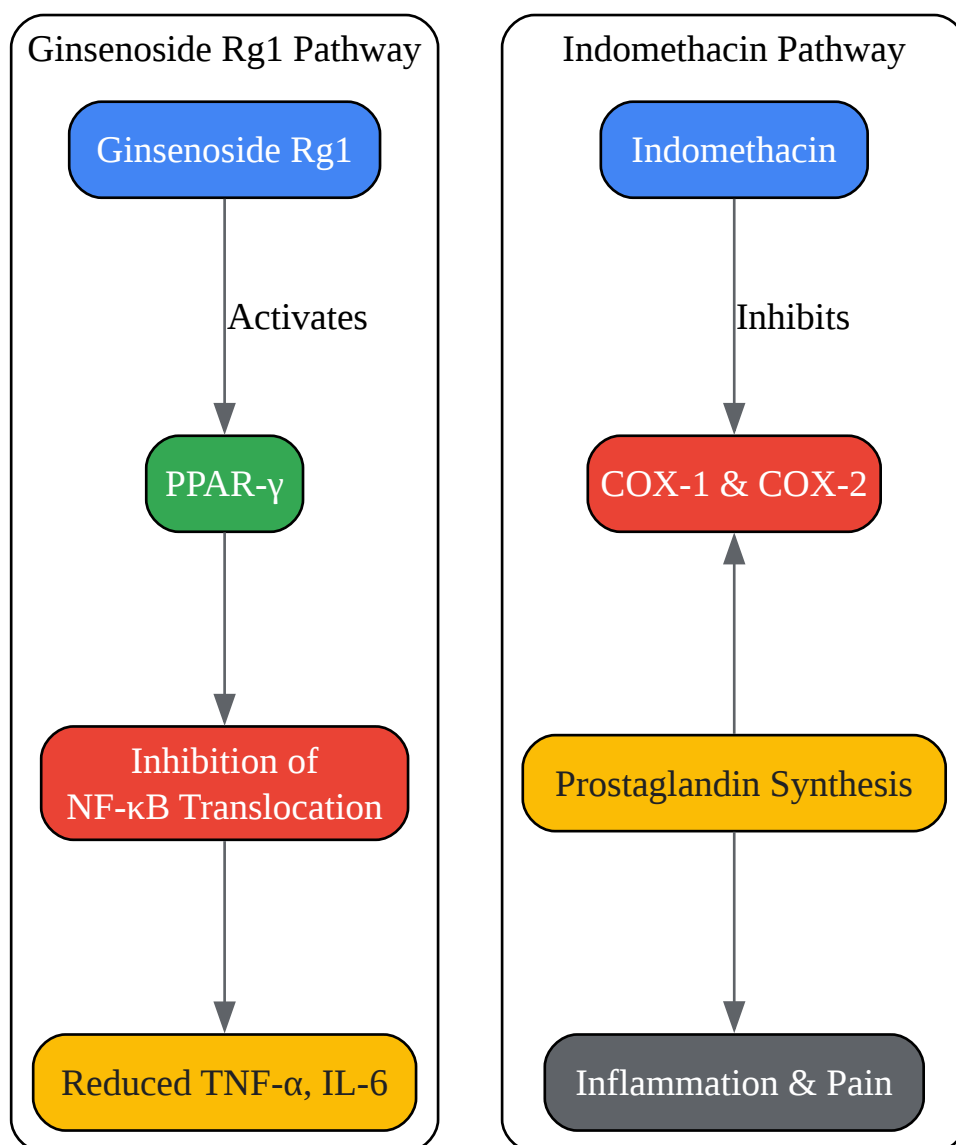 Ginsenoside Rg1 Pathway
Ginsenoside Rg1
Activates
PPAR-γ
Inhibition of
NF-κB Translocation
Reduced TNF-α, IL-6
Indomethacin Pathway
Indomethacin
Inhibits
COX-1 & COX-2
Prostaglandin Synthesis
Inflammation & Pain